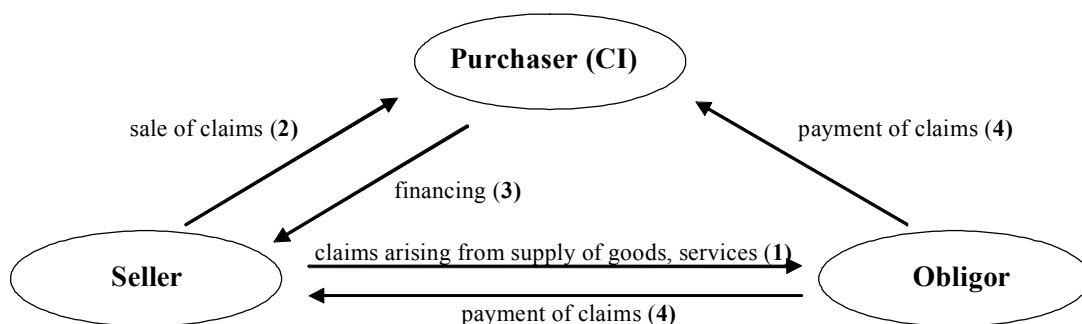 Purchaser (CI)
sale of claims (2)
payment of claims (4)
financing (3)
claims arising from supply of goods, services (1)
Seller
Obligor
payment of claims (4)